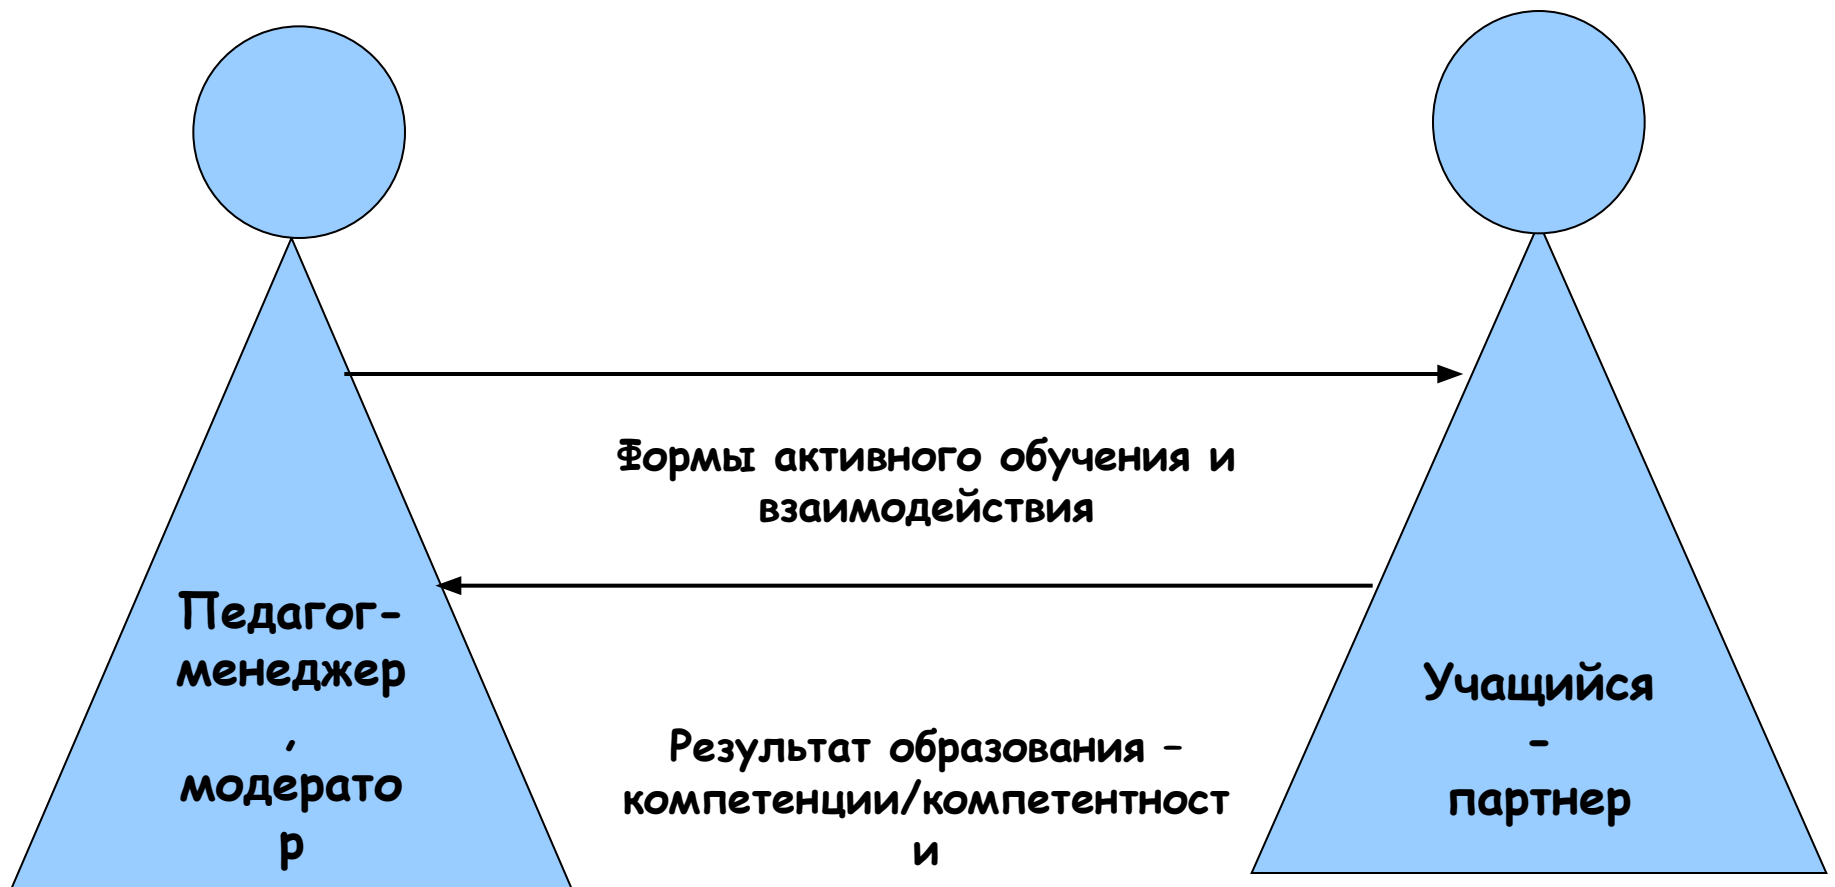 Формы активного обучения и
взаимодействия
Педагог-
менеджер
,
модерато
р
Учащийся
-
партнер
Результат образования –
компетенции/компетентност
и